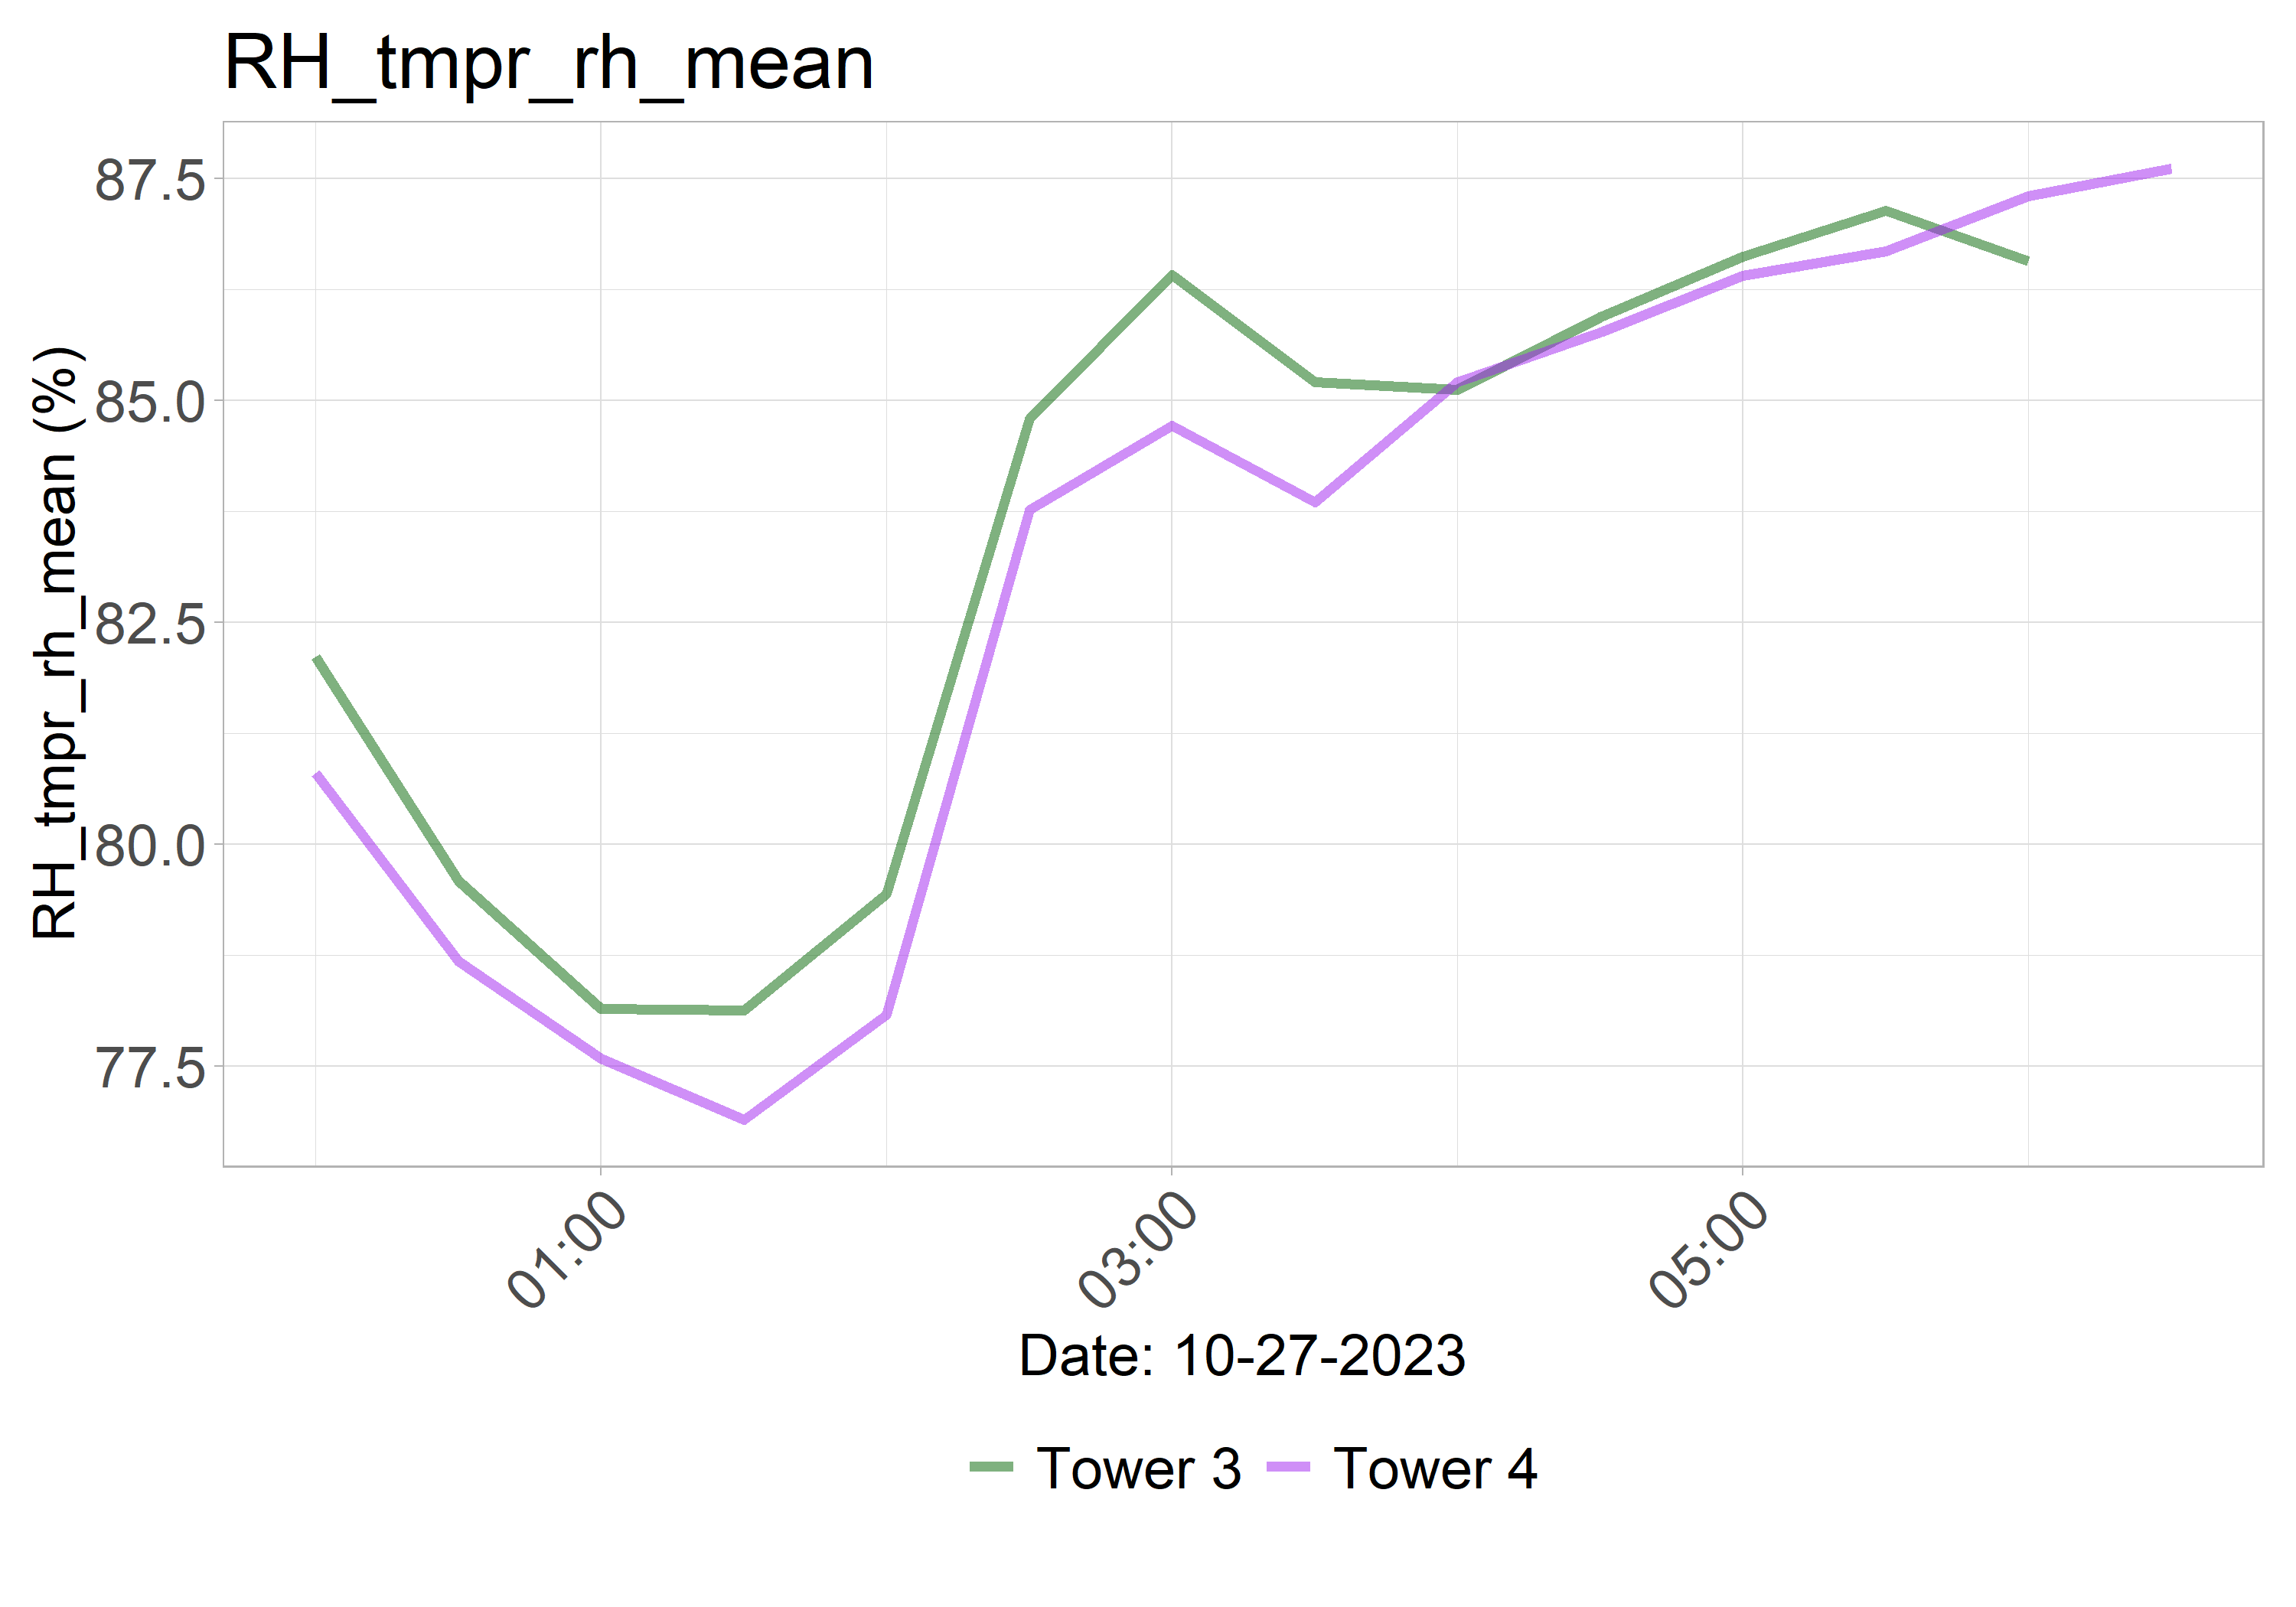 RH_tmpr_rh_mean
RH_tmpr_rh_mean (%)
87.5
85.0
82.5
80.0
77.5
01:00
03:00
05:00
Date: 10-27-2023
Tower 3
Tower 4